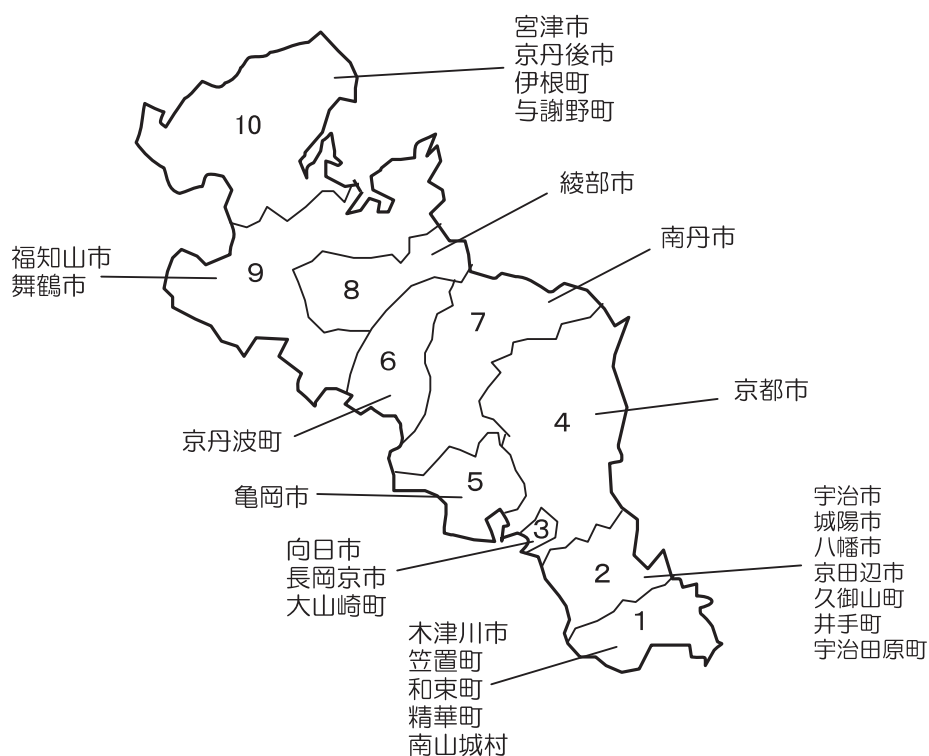 宮津市
京丹後市
伊根町
与謝野町
10
綾部市
南丹市
福知山市
舞鶴市
9
8
7
6
京都市
4
京丹波町
5
亀岡市
宇治市
城陽市
八幡市
京田辺市
久御山町
井手町
宇治田原町
3
向日市
長岡京市
大山崎町
2
1
木津川市
笠置町
和束町
精華町
南山城村